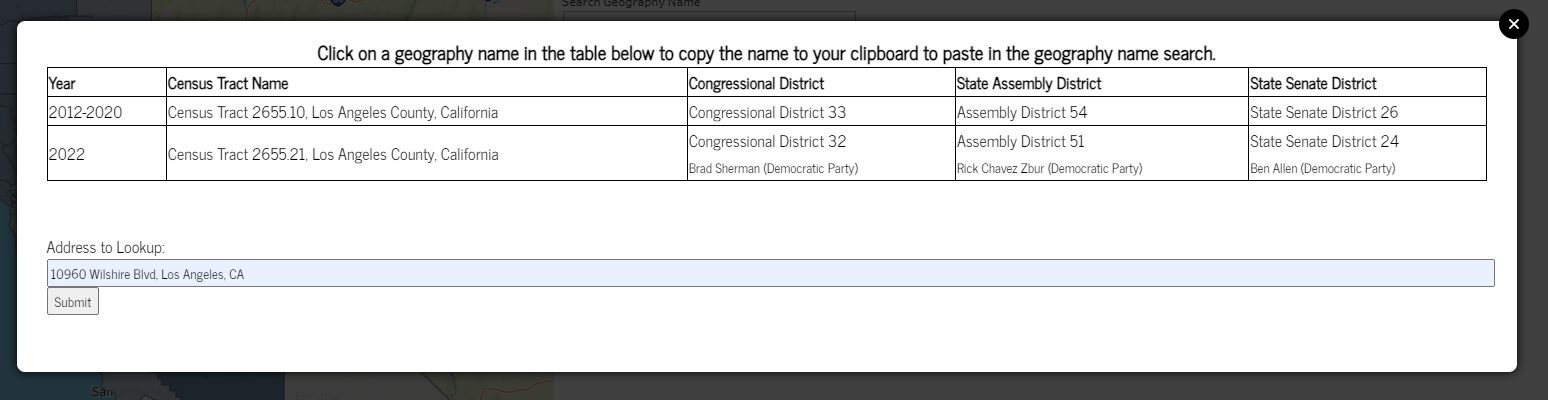 Search Geography Name
Click on a geography name in the table below to copy the name to your clipboard to paste in the geography name search.
Year Census Tract Name Congressional District State Assembly District State Senate District
2012-2020 Census Tract 2655.10, Los Angeles County, California Congressional District 33 Assembly District 54 State Senate District 26
2022 Census Tract 2655.21, Los Angeles County, California Congressional District 32 Assembly District 51 State Senate District 24
Brad Sherman (Democratic Party) Rick Chavez Zbur (Democratic Party) Ben Allen (Democratic Party)
Address to Lookup:
10960 Wilshire Blvd, Los Angeles, CA
Submit
San